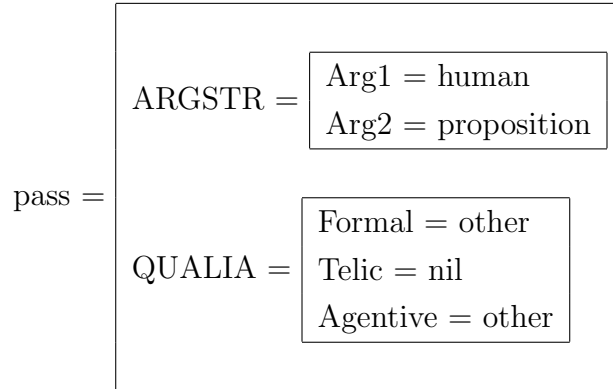 ARGSTR = Arg1 = human
Arg2 = proposition
pass =
QUALIA = Formal = other
Telic = nil
Agentive = other